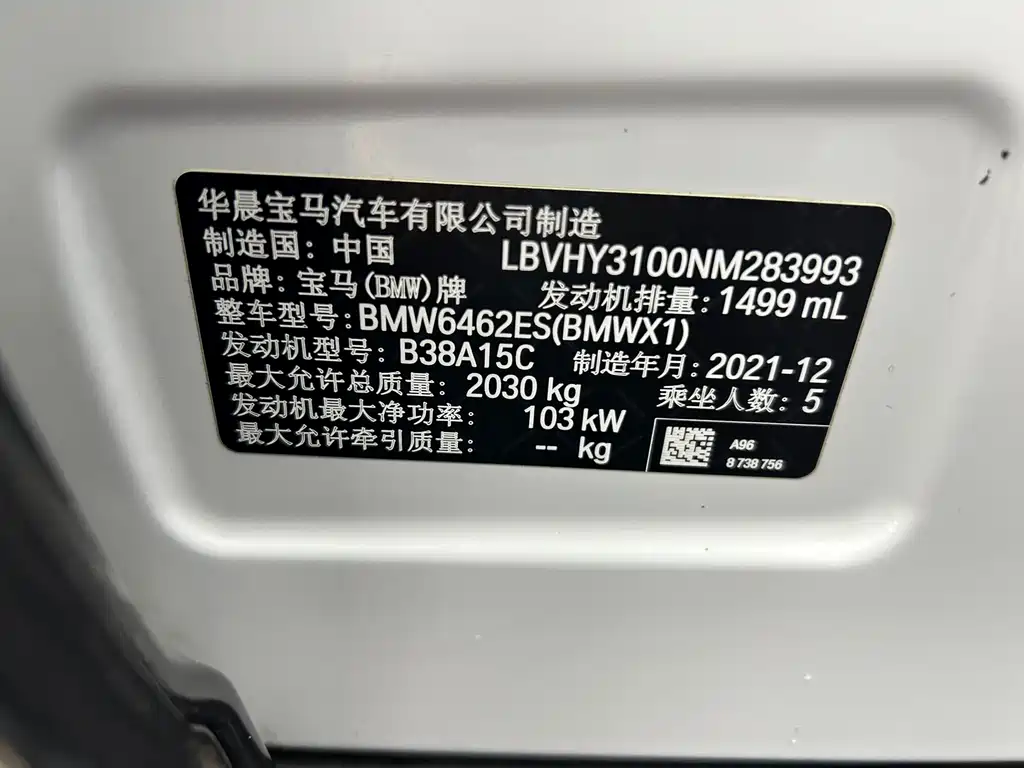 华晨宝马汽车有限公司制造
制造国：中国 LBVHY3100NM283993
品牌：宝马(BMW)牌 发动机排量：1499 mL
整车型号：BMW6462ES(BMWX1)
发动机型号：B38A15C 制造年月：2021-12
最大允许总质量：2030 kg 乘坐人数：5
发动机最大净功率：103 kW
最大允许牵引质量：-- kg
A96
8 738 756